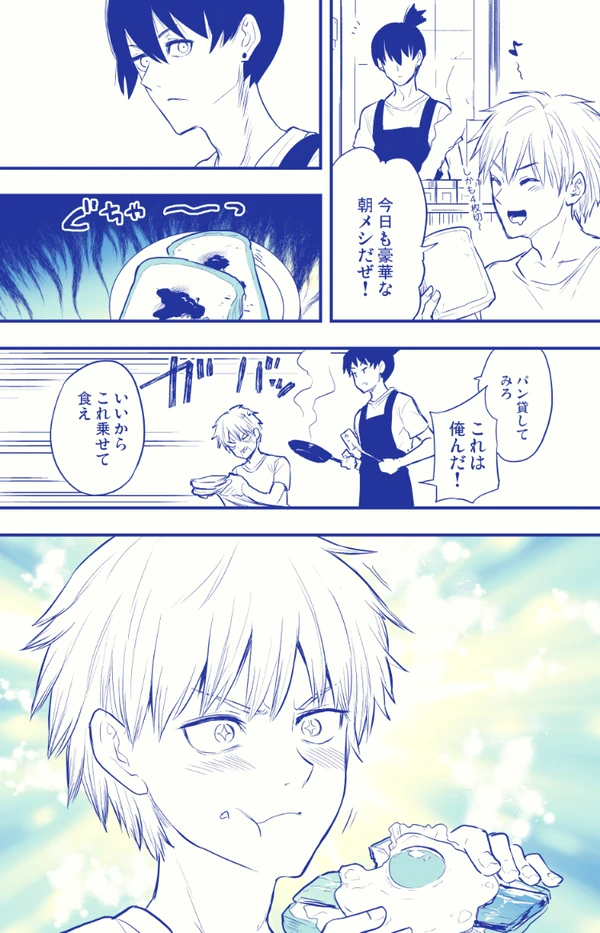 今日も豪華な
朝メシだぜ！
しかも4枚切〜
ぐちゃーっ
パン貸して
みろ
これは
俺んだ！
ガバッ
いいから
これ乗せて
食え